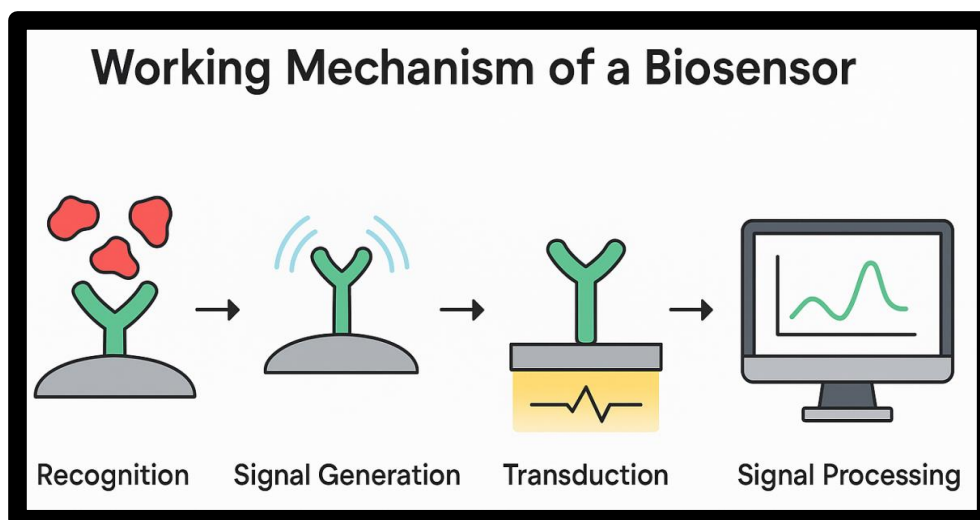 Working Mechanism of a Biosensor
Recognition
Signal Generation
Transduction
Signal Processing